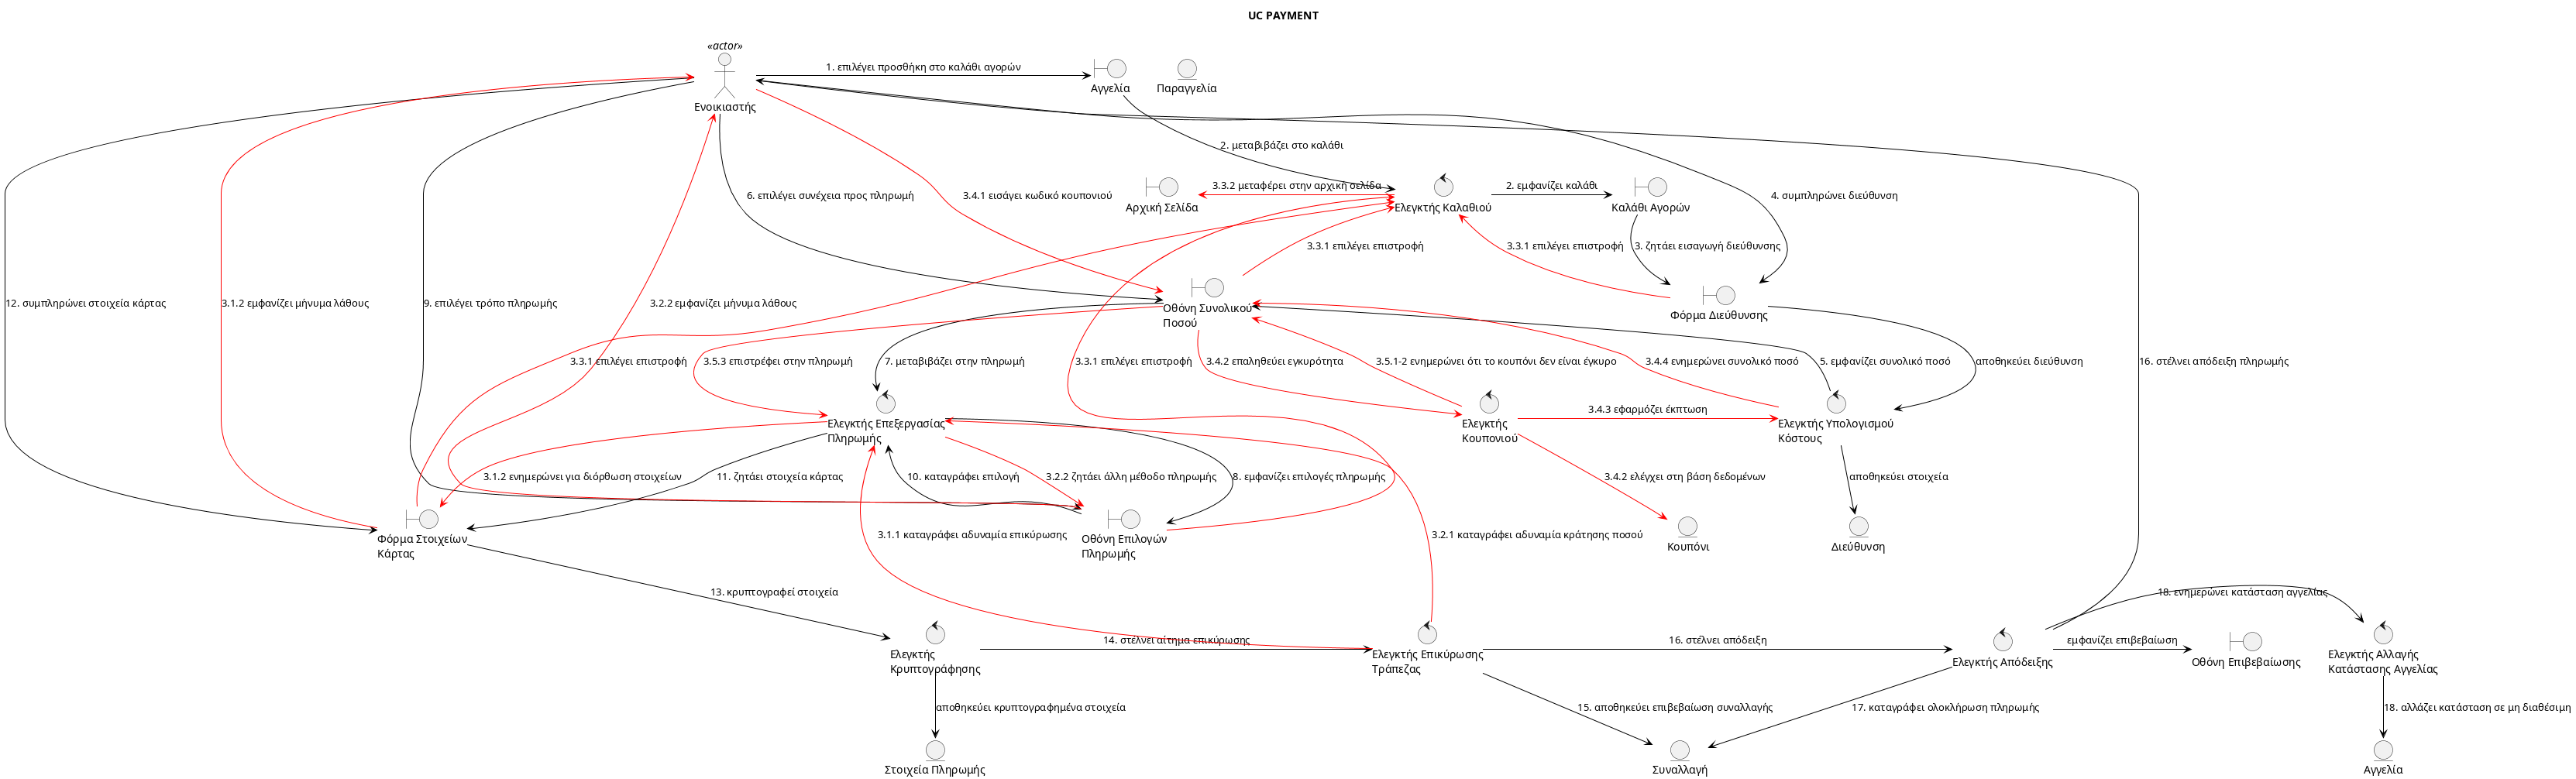 UC PAYMENT
«actor»
Ενοικιαστής
1. επιλέγει προσθήκη στο καλάθι αγορών
Αγγελία
Παραγγελία
2. μεταβιβάζει στο καλάθι
Αρχική Σελίδα
3.3.2 μεταφέρει στην αρχική σελίδα
Ελεγκτής Καλαθιού
2. εμφανίζει καλάθι
Καλάθι Αγορών
6. επιλέγει συνέχεια προς πληρωμή
3.4.1 εισάγει κωδικό κουπονιού
4. συμπληρώνει διεύθυνση
3.3.1 επιλέγει επιστροφή
3.3.1 επιλέγει επιστροφή
3. ζητάει εισαγωγή διεύθυνσης
12. συμπληρώνει στοιχεία κάρτας
3.1.2 εμφανίζει μήνυμα λάθους
9. επιλέγει τρόπο πληρωμής
3.2.2 εμφανίζει μήνυμα λάθους
Οθόνη Συνολικού
Ποσού
Φόρμα Διεύθυνσης
3.3.1 επιλέγει επιστροφή
3.5.3 επιστρέφει στην πληρωμή
7. μεταβιβάζει στην πληρωμή
3.3.1 επιλέγει επιστροφή
3.4.2 επαληθεύει εγκυρότητα
3.5.1-2 ενημερώνει ότι το κουπόνι δεν είναι έγκυρο
3.4.4 ενημερώνει συνολικό ποσό
5. εμφανίζει συνολικό ποσό
αποθηκεύει διεύθυνση
16. στέλνει απόδειξη πληρωμής
Ελεγκτής Επεξεργασίας
Πληρωμής
Ελεγκτής
Κουπονιού
3.4.3 εφαρμόζει έκπτωση
Ελεγκτής Υπολογισμού
Κόστους
3.1.2 ενημερώνει για διόρθωση στοιχείων
11. ζητάει στοιχεία κάρτας
10. καταγράφει επιλογή
3.2.2 ζητάει άλλη μέθοδο πληρωμής
8. εμφανίζει επιλογές πληρωμής
3.4.2 ελέγχει στη βάση δεδομένων
αποθηκεύει στοιχεία
Φόρμα Στοιχείων
Κάρτας
3.1.1 καταγράφει αδυναμία επικύρωσης
Οθόνη Επιλογών
Πληρωμής
3.2.1 καταγράφει αδυναμία κράτησης ποσού
Κουπόνι
Διεύθυνση
13. κρυπτογραφεί στοιχεία
18. ενημερώνει κατάσταση αγγελίας
Ελεγκτής
Κρυπτογράφησης
14. στέλνει αίτημα επικύρωσης
Ελεγκτής Επικύρωσης
Τράπεζας
16. στέλνει απόδειξη
Ελεγκτής Απόδειξης
εμφανίζει επιβεβαίωση
Οθόνη Επιβεβαίωσης
Ελεγκτής Αλλαγής
Κατάστασης Αγγελίας
αποθηκεύει κρυπτογραφημένα στοιχεία
15. αποθηκεύει επιβεβαίωση συναλλαγής
17. καταγράφει ολοκλήρωση πληρωμής
18. αλλάζει κατάσταση σε μη διαθέσιμη
Στοιχεία Πληρωμής
Συναλλαγή
Αγγελία